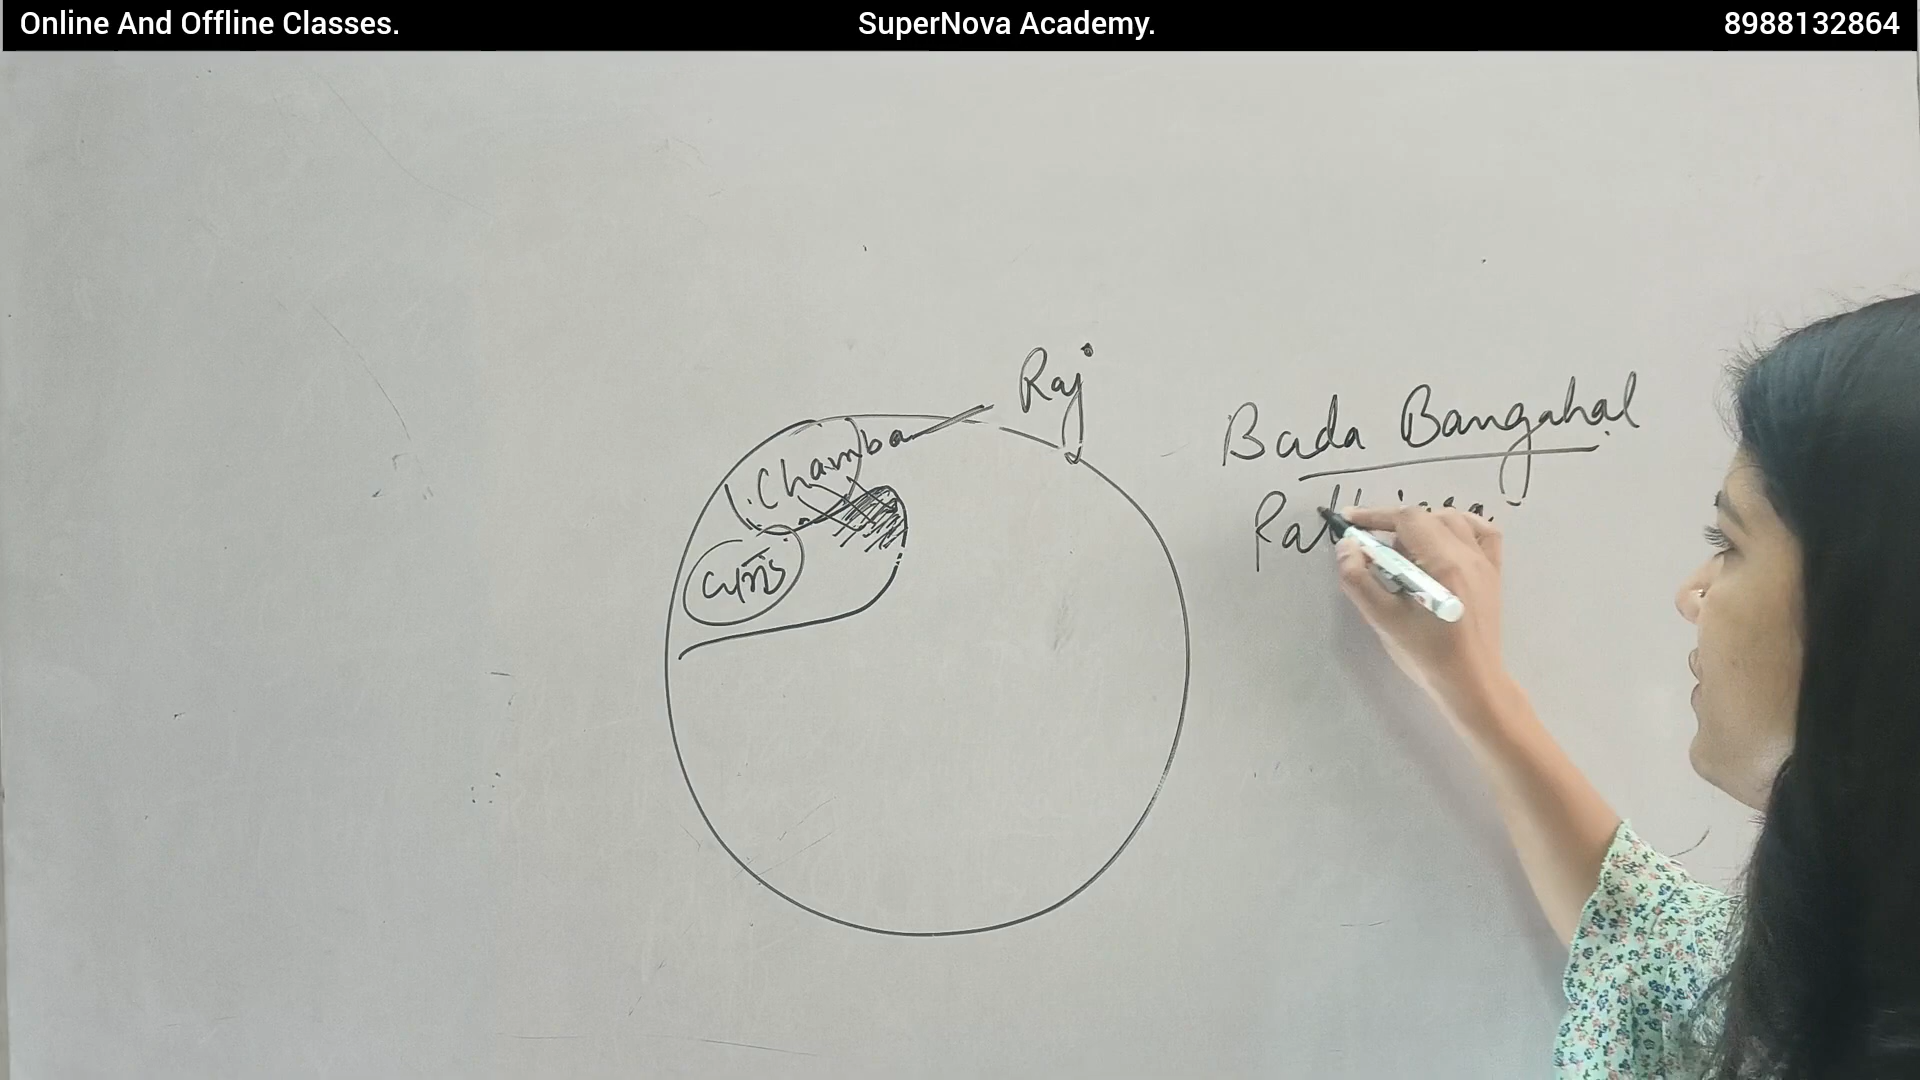 Online And Offline Classes. SuperNova Academy. 8988132864
Raj
Bada Bangahal
Chamba